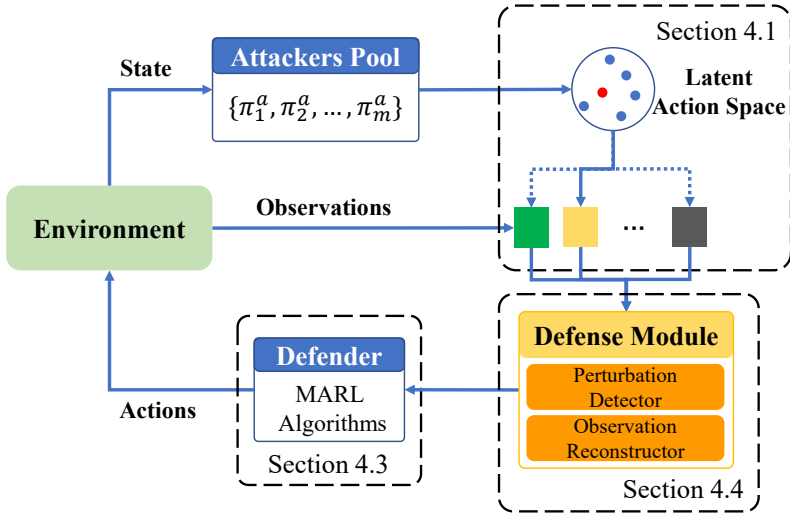 Section 4.1
Attackers Pool
State
{π₁ᵃ, π₂ᵃ, …, πₘᵃ}
Latent
Action Space
Observations
Environment
...
Defense Module
Defender
Perturbation
Detector
MARL
Algorithms
Actions
Observation
Reconstructor
Section 4.3
Section 4.4